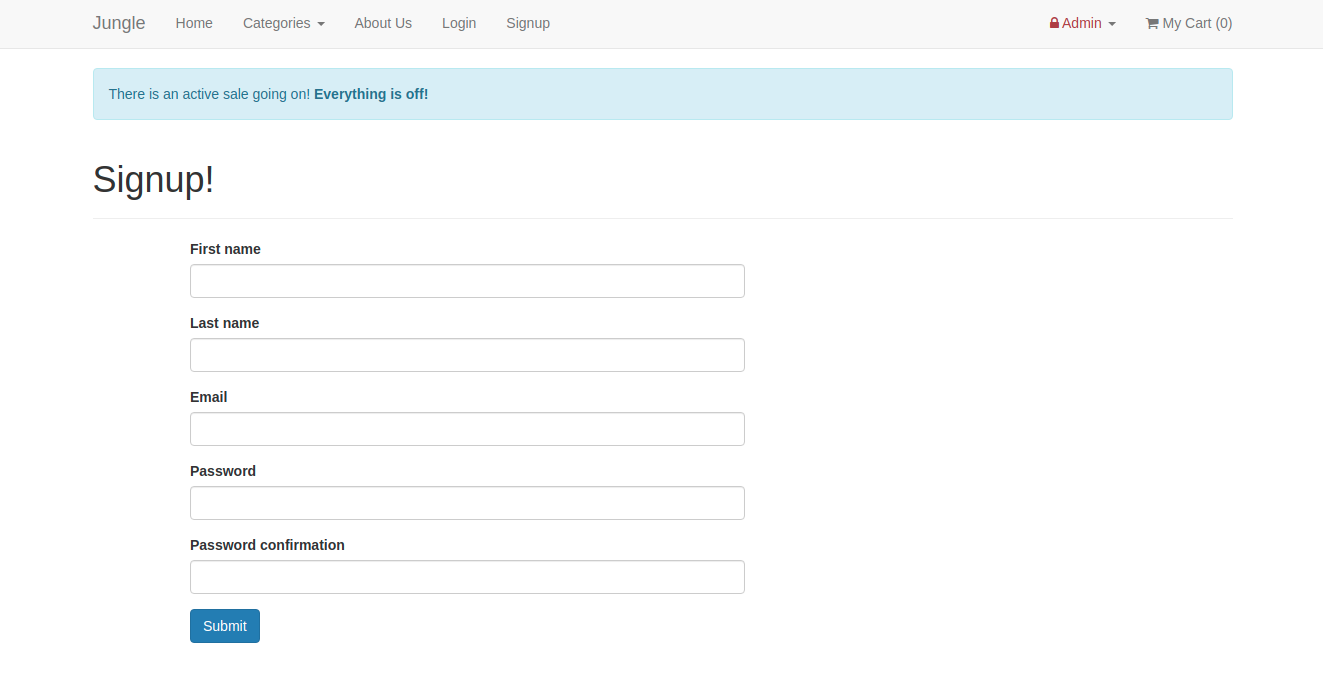 Jungle Home Categories About Us Login Signup Admin My Cart (0)
There is an active sale going on! Everything is off!
Signup!
First name
Last name
Email
Password
Password confirmation
Submit